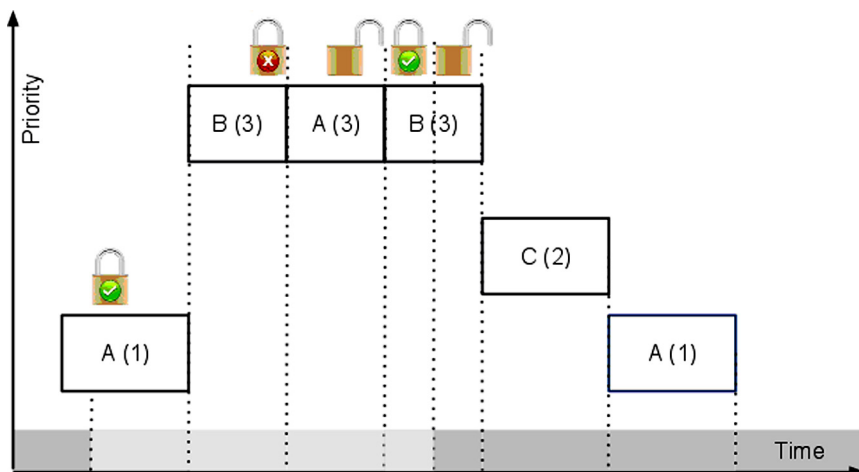 Priority
B (3)
A (3)
B (3)
C (2)
A (1)
A (1)
Time